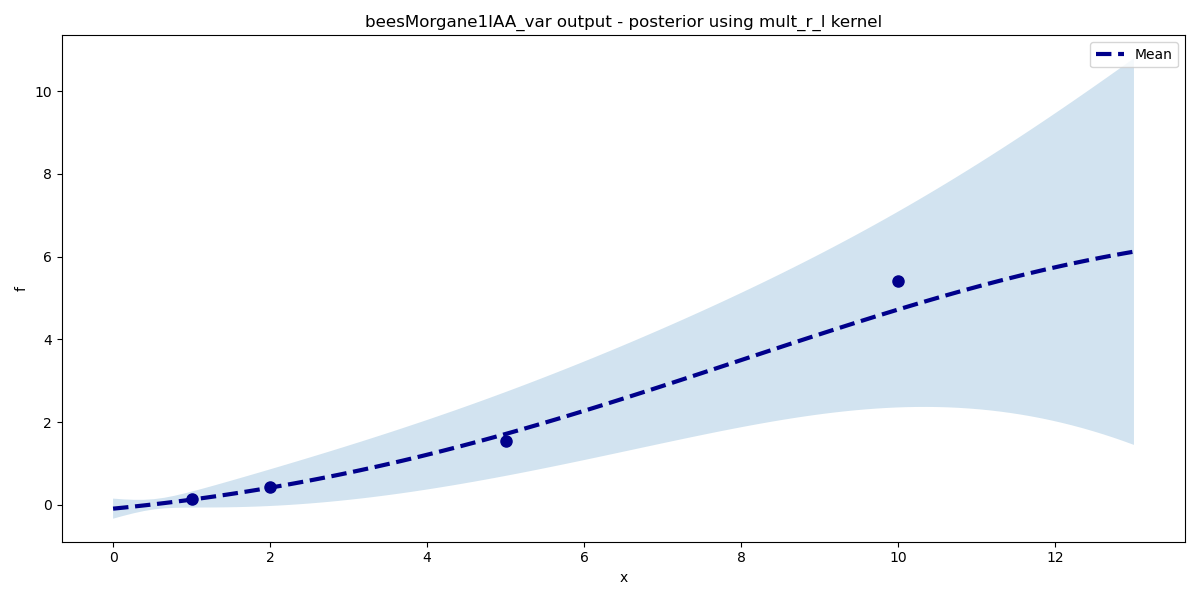 beesMorgane1IAA_var output - posterior using mult_r_l kernel
Mean
10
8
6
4
2
0
f
0 2 4 6 8 10 12
x